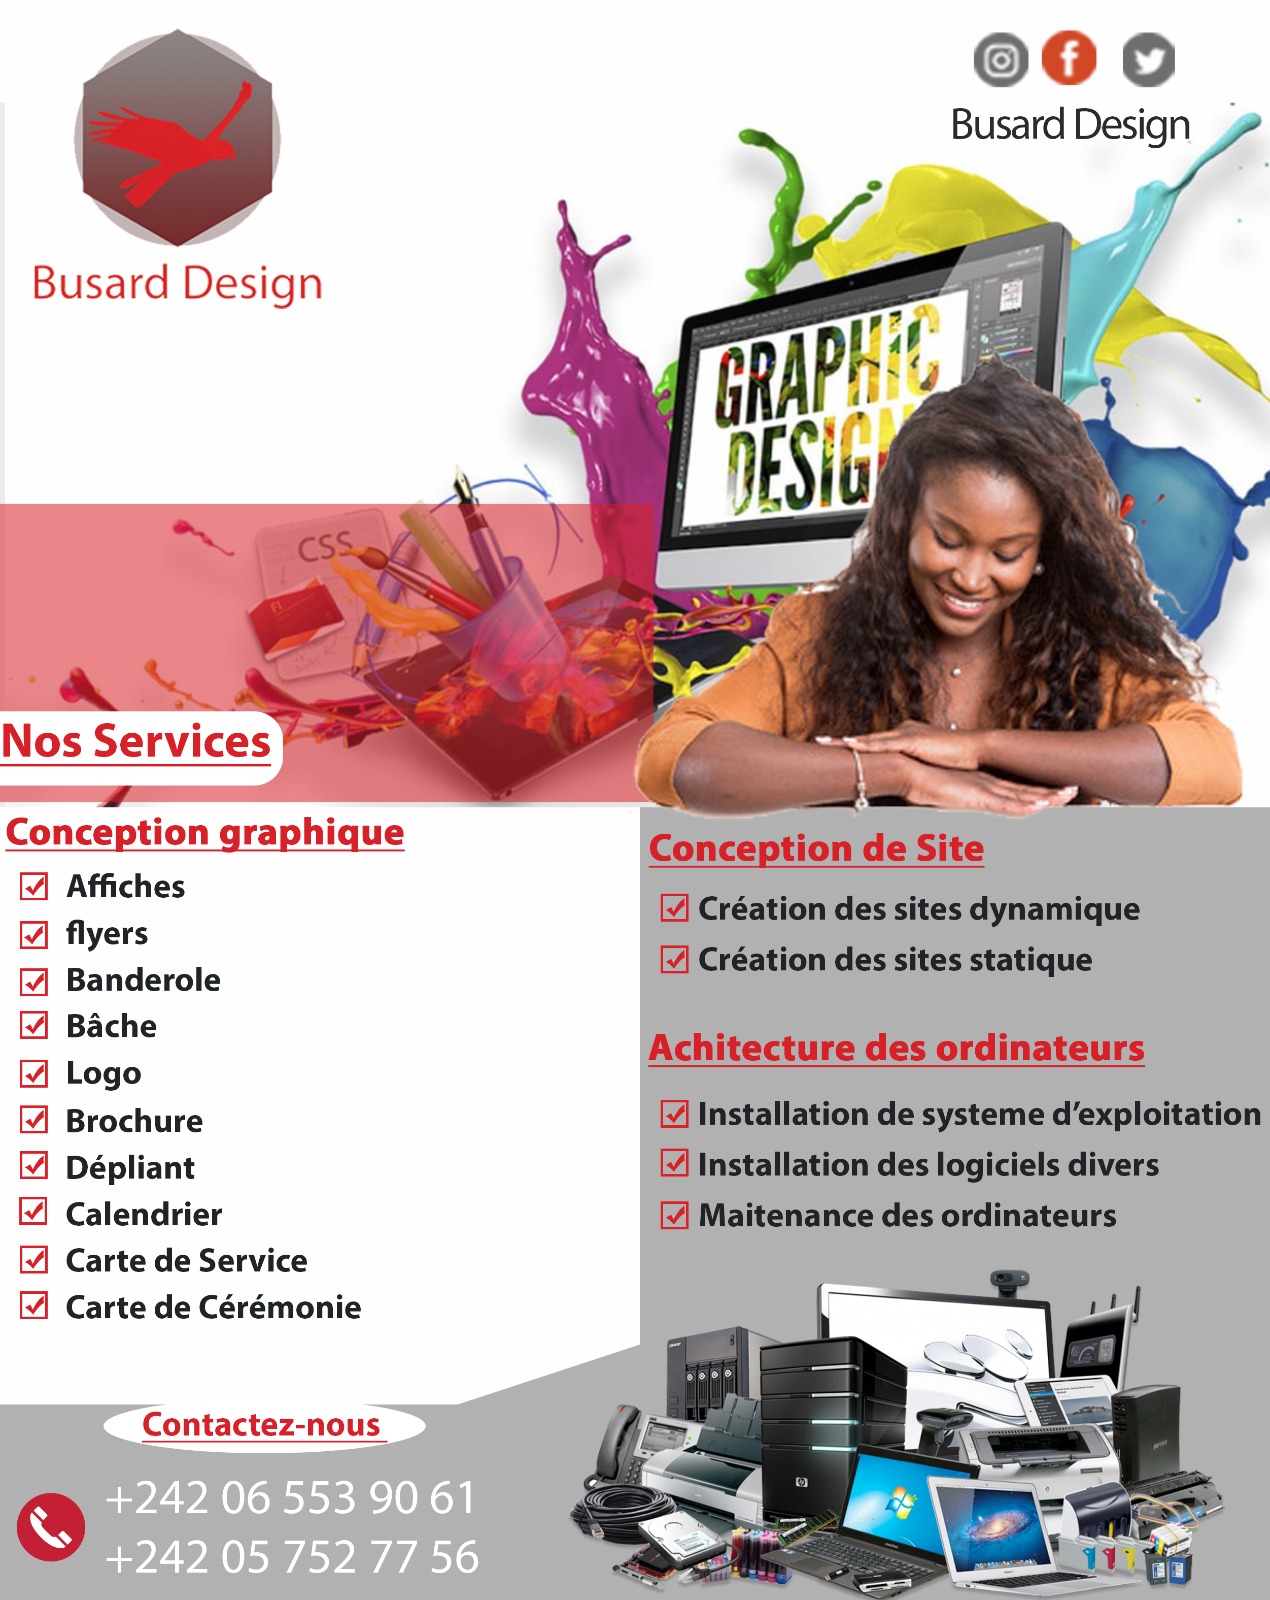 Busard Design
Busard Design
GRAPHIC
DESIGN
CSS
Nos Services
Conception graphique
Affiches
flyers
Banderole
Bâche
Logo
Brochure
Dépliant
Calendrier
Carte de Service
Carte de Cérémonie
Conception de Site
Création des sites dynamique
Création des sites statique
Achitecture des ordinateurs
Installation de systeme d’exploitation
Installation des logiciels divers
Maitenance des ordinateurs
Contactez-nous
+242 06 553 90 61
+242 05 752 77 56